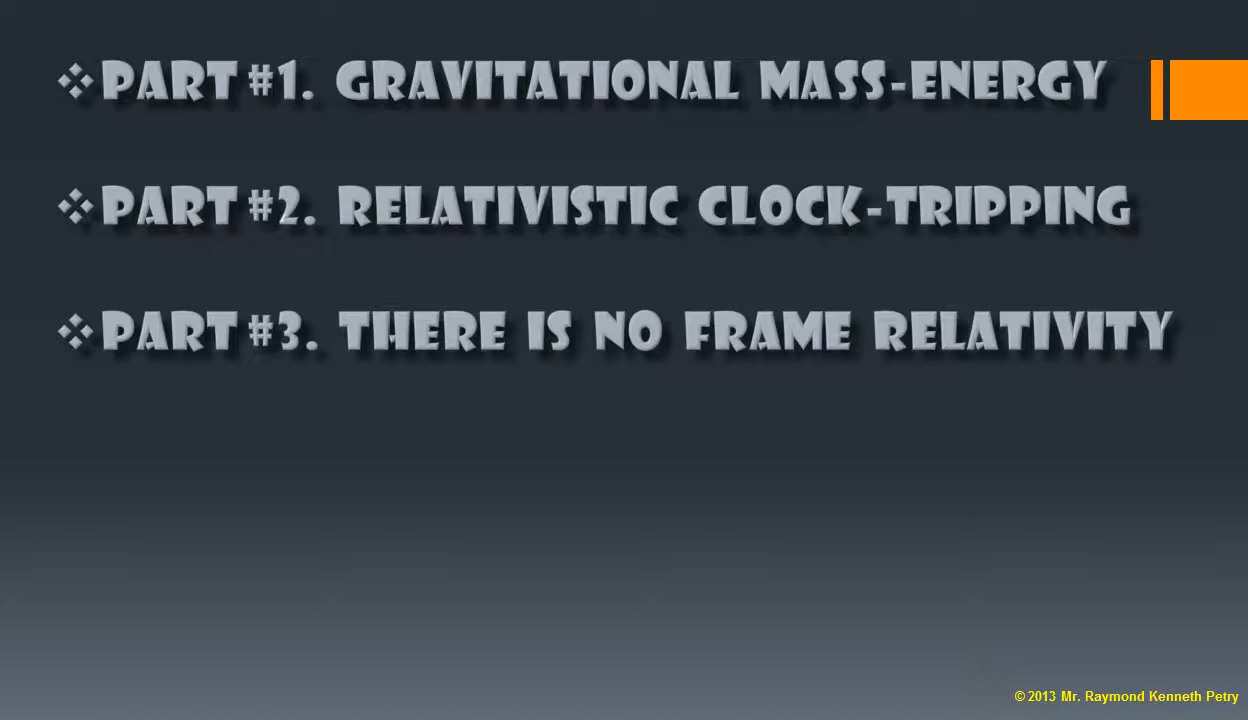 ❖PART #1. GRAVITATIONAL MASS-ENERGY
❖PART #2. RELATIVISTIC CLOCK-TRIPPING
❖PART #3. THERE IS NO FRAME RELATIVITY
© 2013 Mr. Raymond Kenneth Petry